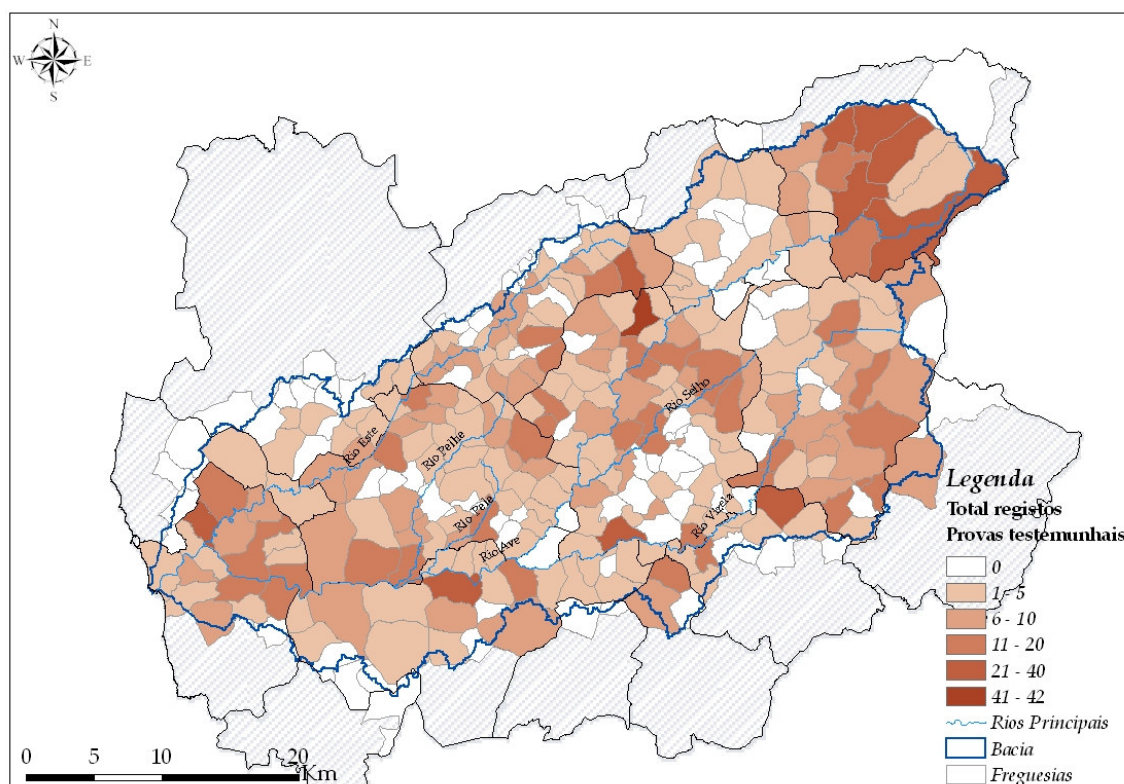 N
W E
S
Rio Selho
Rio Este
Rio Pelhe
Rio Pele
Rio Vizela
Rio Ave
Legenda
Total registos
Provas testemunhais
0
1 - 5
6 - 10
11 - 20
21 - 40
41 - 42
Rios Principais
Bacia
Freguesias
0 5 10 20
Km